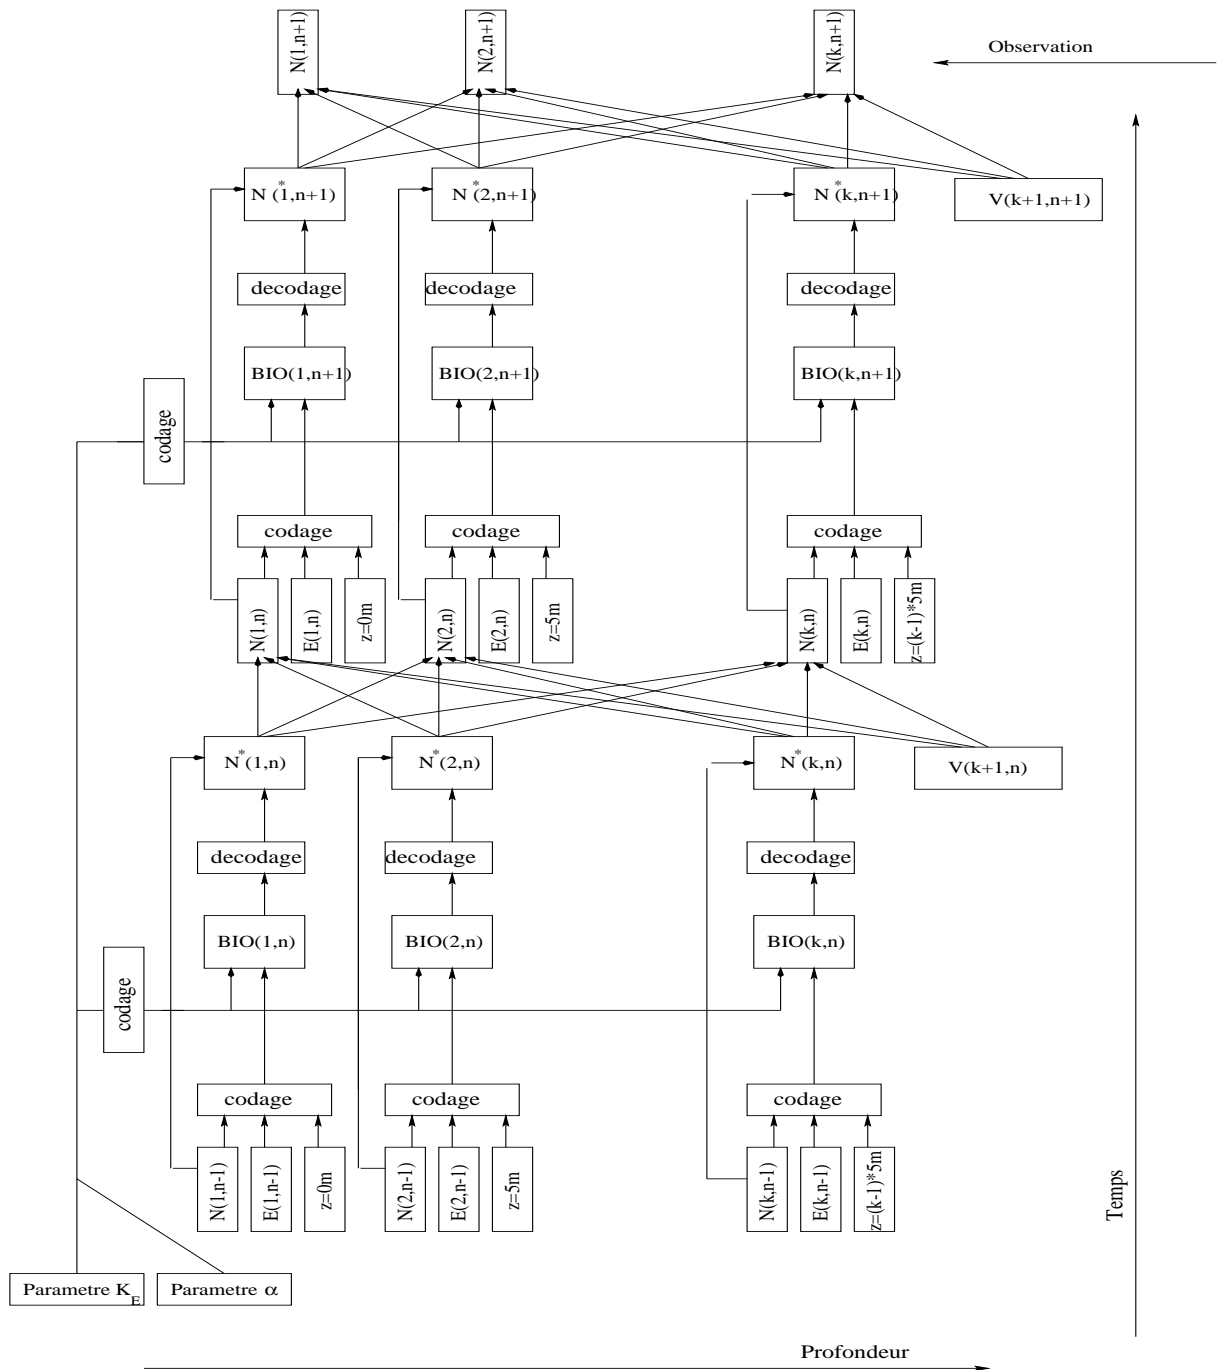 N(1,n+1)
N(2,n+1)
N(k,n+1)
Observation
N*(1,n+1)
N*(2,n+1)
N*(k,n+1)
V(k+1,n+1)
decodage
decodage
decodage
BIO(1,n+1)
BIO(2,n+1)
BIO(k,n+1)
codage
codage
codage
codage
N(1,n)
E(1,n)
z=0m
N(2,n)
E(2,n)
z=5m
N(k,n)
E(k,n)
z=(k-1)*5m
N*(1,n)
N*(2,n)
N*(k,n)
V(k+1,n)
decodage
decodage
decodage
BIO(1,n)
BIO(2,n)
BIO(k,n)
codage
codage
codage
codage
N(1,n-1)
E(1,n-1)
z=0m
N(2,n-1)
E(2,n-1)
z=5m
N(k,n-1)
E(k,n-1)
z=(k-1)*5m
Temps
Parametre K_E
Parametre α
Profondeur